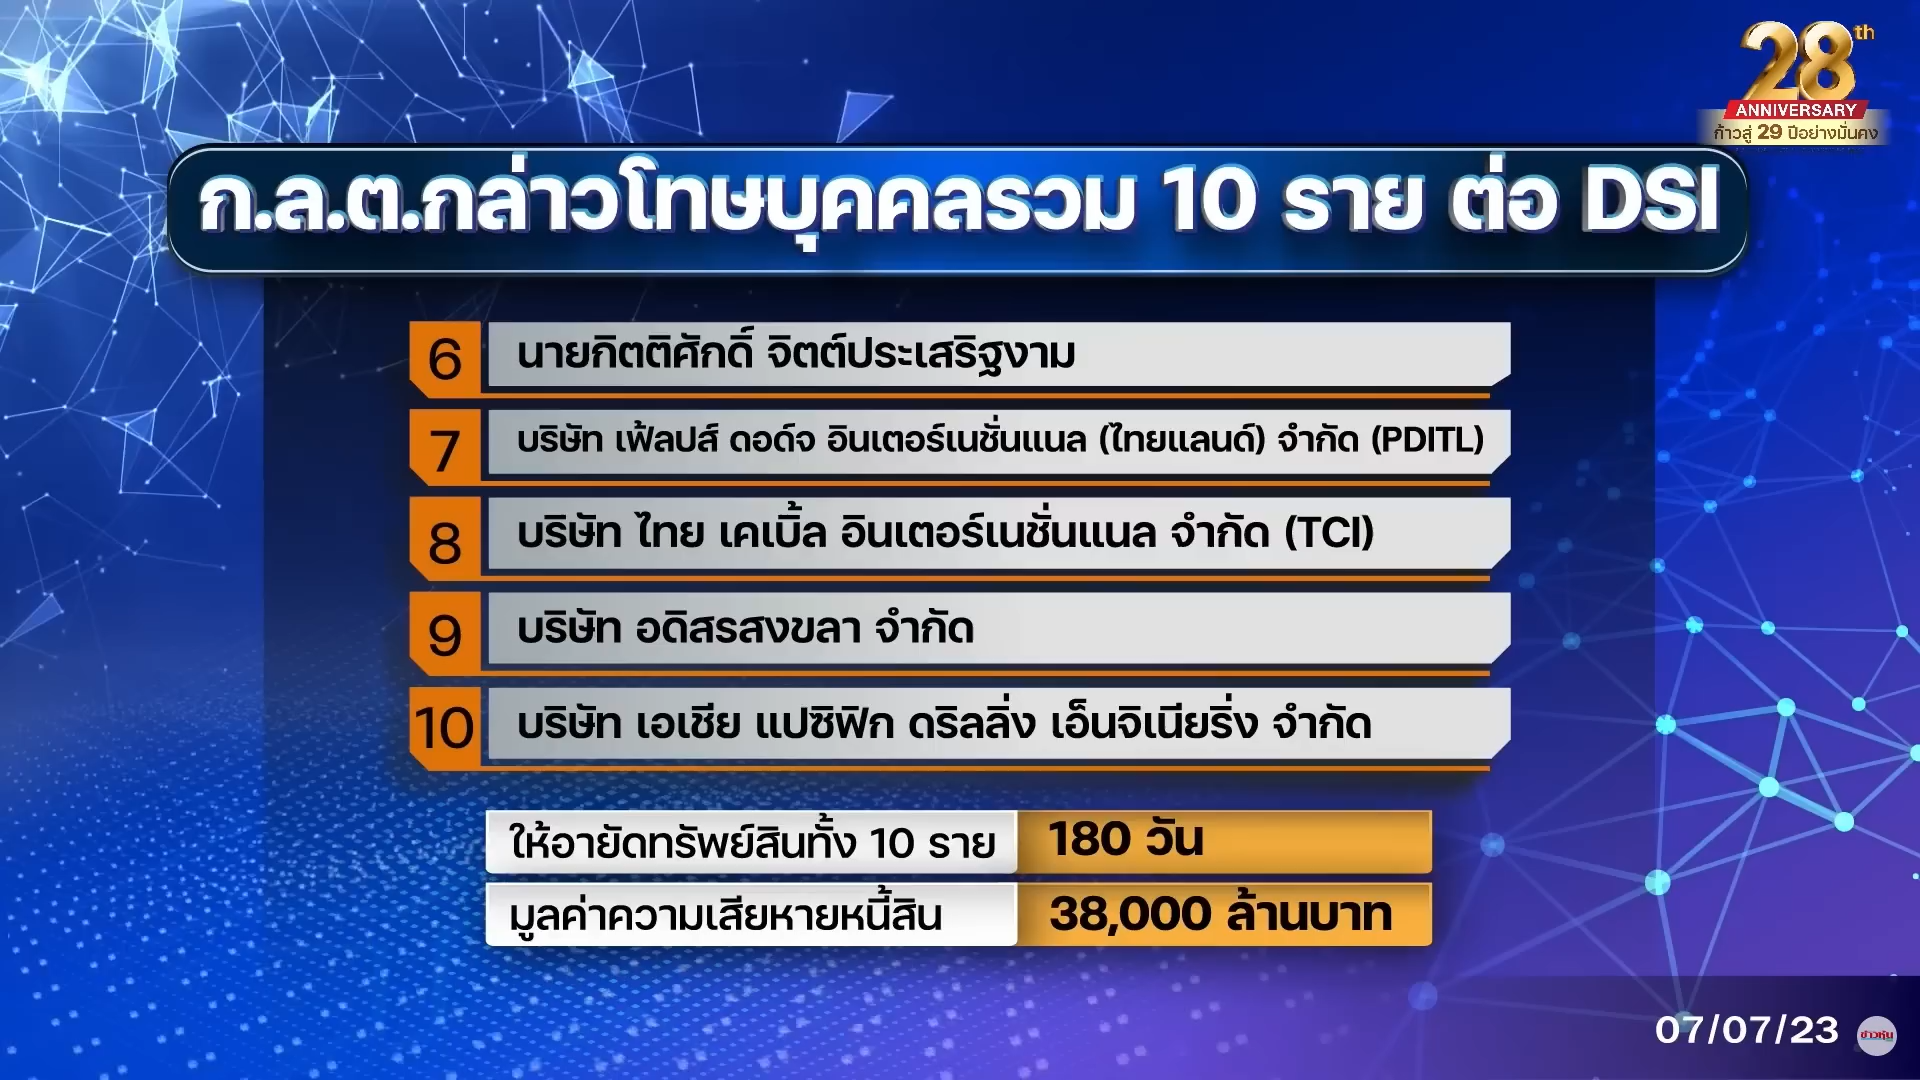 28th
ANNIVERSARY
ก้าวสู่ 29 ปีอย่างมั่นคง
ก.ล.ต.กล่าวโทษบุคคลรวม 10 ราย ต่อ DSI
6 นายกิตติศักดิ์ จิตต์ประเสริฐงาม
7 บริษัท เฟ้ลปส์ ดอด์จ อินเตอร์เนชั่นแนล (ไทยแลนด์) จำกัด (PDITL)
8 บริษัท ไทย เคเบิ้ล อินเตอร์เนชั่นแนล จำกัด (TCI)
9 บริษัท อดิสรสงขลา จำกัด
10 บริษัท เอเชีย แปซิฟิก ดริลลิ่ง เอ็นจิเนียริ่ง จำกัด
ให้อายัดทรัพย์สินทั้ง 10 ราย 180 วัน
มูลค่าความเสียหายหนี้สิน 38,000 ล้านบาท
07/07/23
ข่าวหุ้น